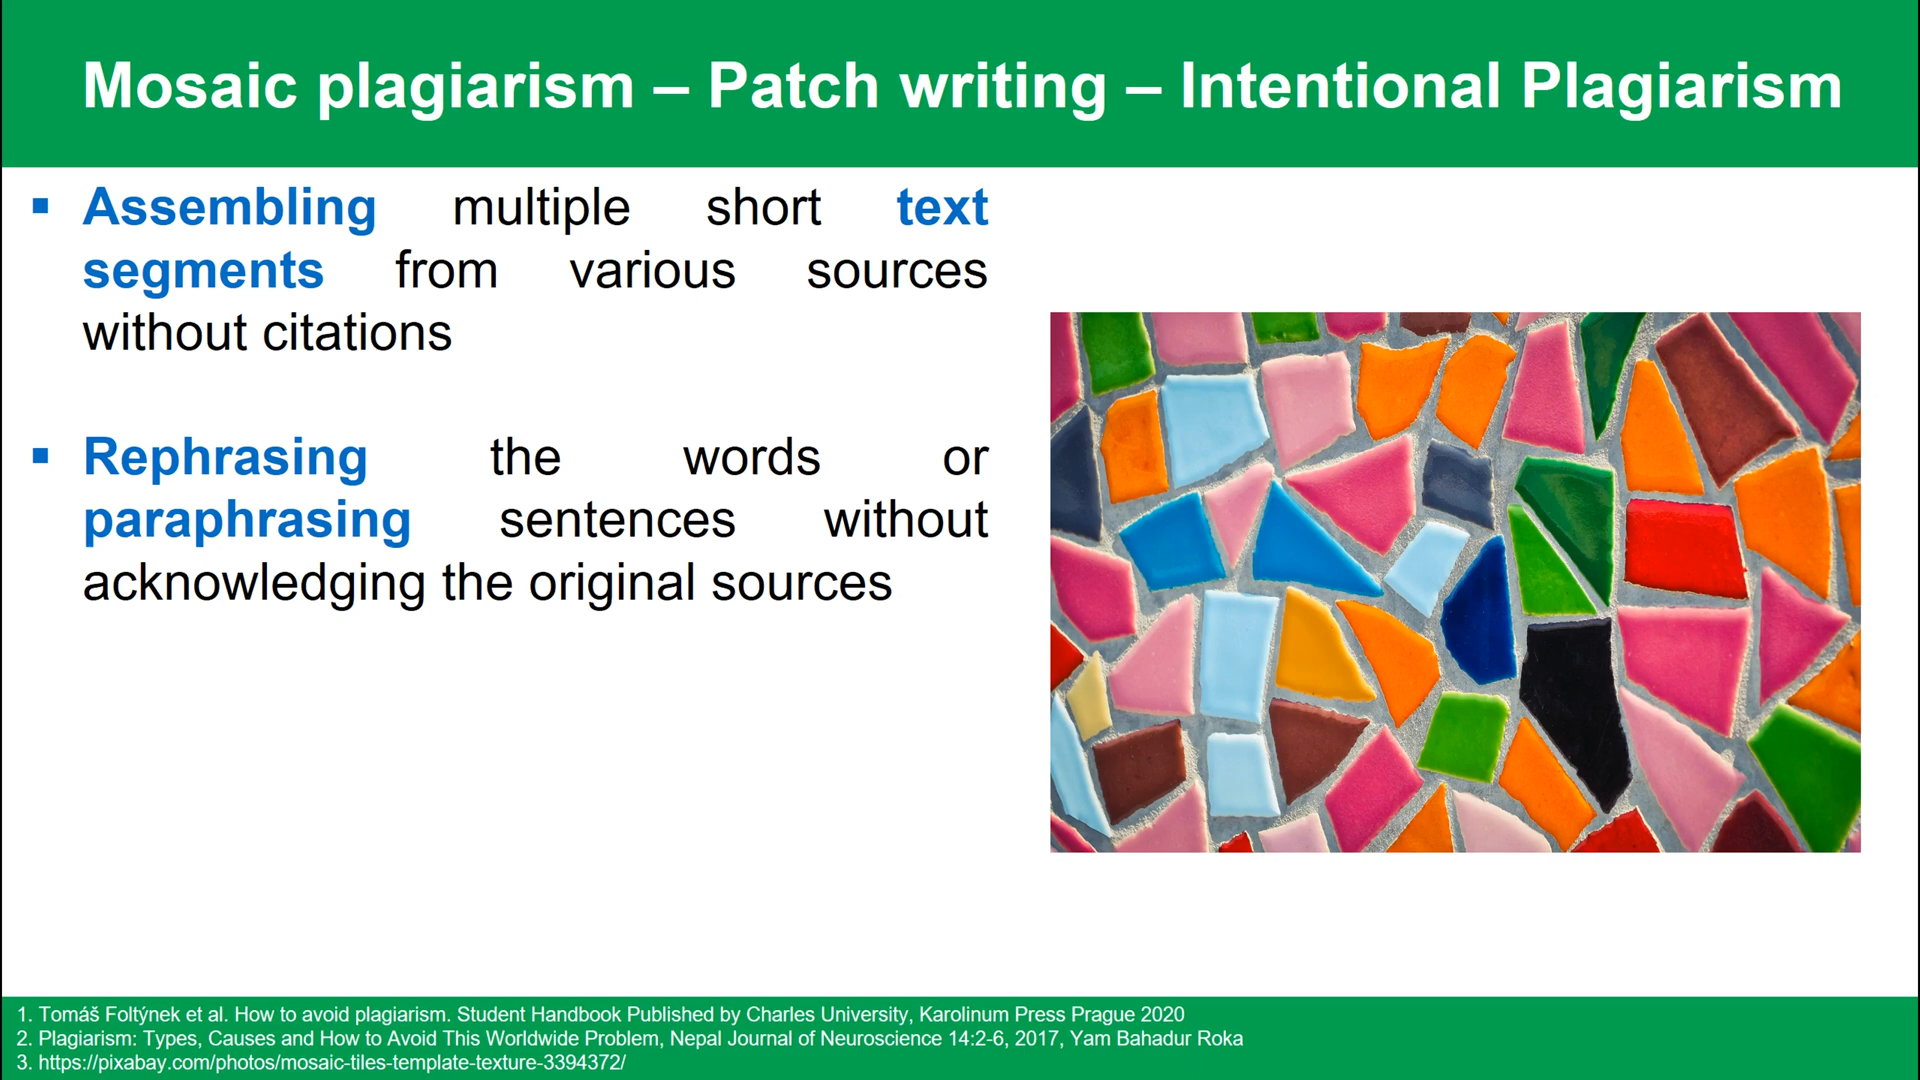 Mosaic plagiarism – Patch writing – Intentional Plagiarism
▪ Assembling multiple short text
segments from various sources
without citations
▪ Rephrasing the words or
paraphrasing sentences without
acknowledging the original sources
1. Tomáš Foltýnek et al. How to avoid plagiarism. Student Handbook Published by Charles University, Karolinum Press Prague 2020
2. Plagiarism: Types, Causes and How to Avoid This Worldwide Problem, Nepal Journal of Neuroscience 14:2-6, 2017, Yam Bahadur Roka
3. https://pixabay.com/photos/mosaic-tiles-template-texture-3394372/